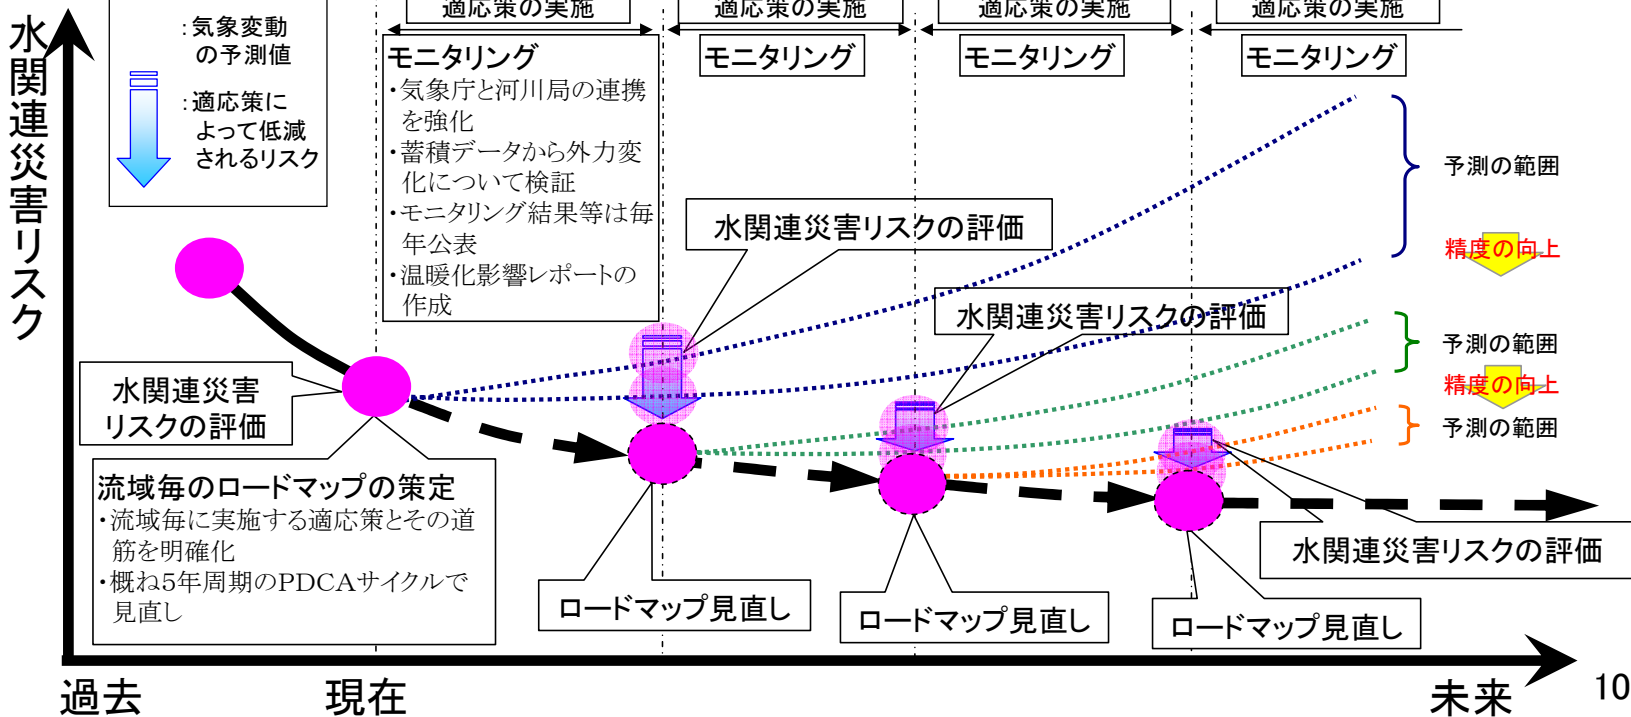 適応策の実施
適応策の実施
適応策の実施
適応策の実施
水関連災害リスク
:気象変動
の予測値
:適応策に
よって低減
されるリスク
モニタリング
・気象庁と河川局の連携
を強化
・蓄積データから外力変
化について検証
・モニタリング結果等は毎
年公表
・温暖化影響レポートの
作成
モニタリング
モニタリング
モニタリング
水関連災害リスクの評価
水関連災害リスクの評価
予測の範囲
精度の向上
予測の範囲
精度の向上
予測の範囲
水関連災害
リスクの評価
流域毎のロードマップの策定
・流域毎に実施する適応策とその道
筋を明確化
・概ね5年周期のPDCAサイクルで
見直し
水関連災害リスクの評価
ロードマップ見直し
ロードマップ見直し
ロードマップ見直し
過去
現在
未来
10